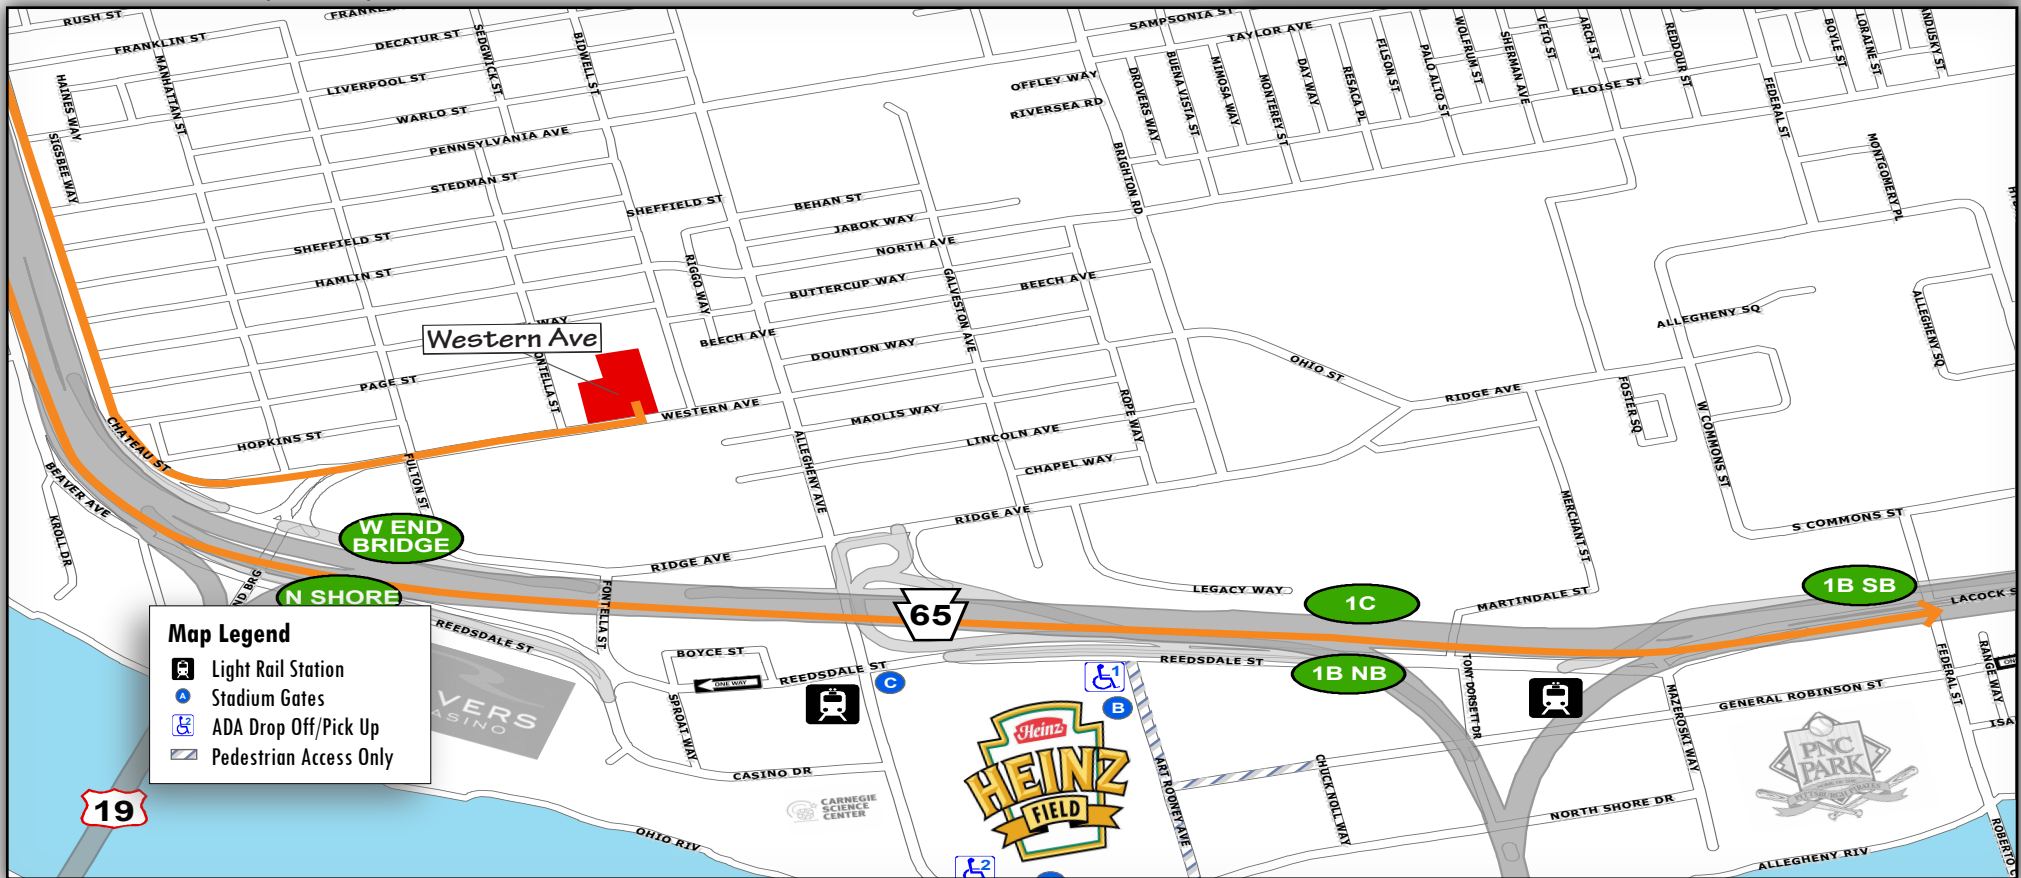 RUSH ST
FRANKLIN ST
DECATUR ST
SEDGWICK ST
BIDWELL ST
SAMPSONIA ST
TAYLOR AVE
WOLFRUM ST
VETO ST
ARCH ST
REDDOUR ST
BOYLE ST
LORAINE ST
HAINES WAY
MANHATTAN ST
LIVERPOOL ST
OFFLEY WAY
RIVERSEA RD
DROVERS WAY
BUENA VISTA ST
MIMOSA WAY
MONTEREY ST
DAY WAY
RESACA PL
FILSON ST
PALO ALTO ST
SHERMAN AVE
ELOISE ST
FEDERAL ST
WARLO ST
PENNSYLVANIA AVE
SIGSBEE WAY
STEDMAN ST
BRIGHTON RD
MONTGOMERY PL
SHEFFIELD ST
BEHAN ST
JABOK WAY
NORTH AVE
SHEFFIELD ST
HAMLIN ST
RIGGO WAY
BUTTERCUP WAY
GALVESTON AVE
BEECH AVE
ALLEGHENY SQ
ALLEGHENY SQ
WAY
Western Ave
BEECH AVE
DOUNTON WAY
OHIO ST
PAGE ST
WESTERN AVE
MAOLIS WAY
ROPE WAY
RIDGE AVE
FOSTER SQ
W COMMONS ST
CHATEAU ST
HOPKINS ST
LINCOLN AVE
CHAPEL WAY
BEAVER AVE
FULTON ST
ALLEGHENY AVE
RIDGE AVE
MERCHANT ST
S COMMONS ST
KROLL DR
W END
BRIDGE
RIDGE AVE
N SHORE
FONTELLA ST
65
LEGACY WAY
1C
MARTINDALE ST
1B SB
LACOCK S
REEDSDALE ST
BOYCE ST
ONE WAY
REEDSDALE ST
REEDSDALE ST
1B NB
TONY DORSETT DR
MAZEROSKI WAY
GENERAL ROBINSON ST
FEDERAL ST
RANGE WAY
Map Legend
Light Rail Station
A
Stadium Gates
2
ADA Drop Off/Pick Up
Pedestrian Access Only
VERS
ASINO
SPROAT WAY
CASINO DR
CARNEGIE
SCIENCE
CENTER
C
1
B
Heinz
HEINZ
FIELD
ART ROONEY AVE
CHUCK NOLL WAY
NORTH SHORE DR
PNC
PARK
PITTSBURGH PIRATES
19
OHIO RIV
2
ALLEGHENY RIV